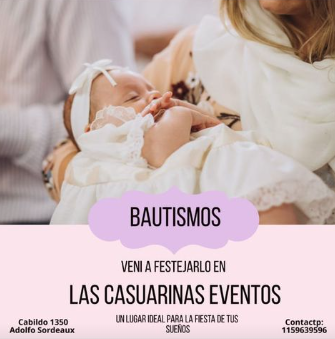 BAUTISMOS
VENI A FESTEJARLO EN
LAS CASUARINAS EVENTOS
UN LUGAR IDEAL PARA LA FIESTA DE TUS
SUEÑOS
Cabildo 1350
Adolfo Sordeaux
Contactp:
1159639596